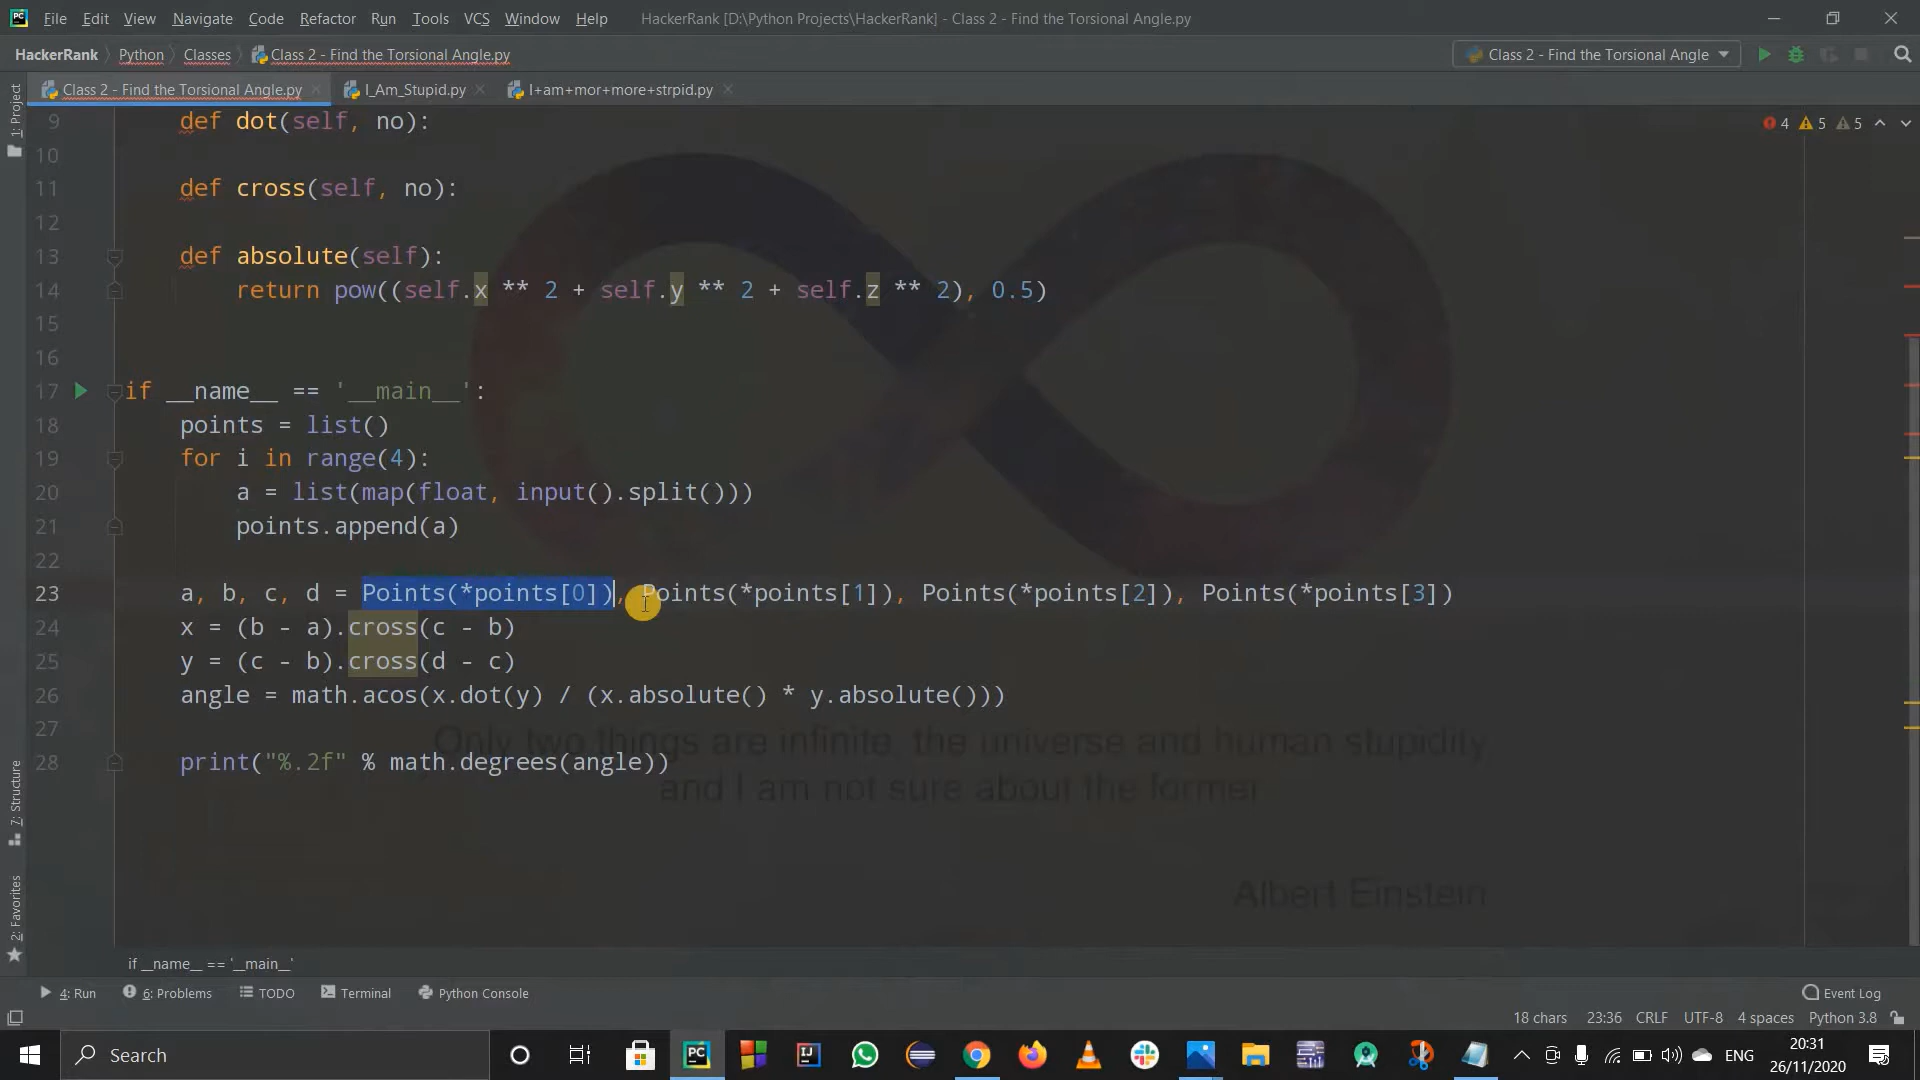 File Edit View Navigate Code Refactor Run Tools VCS Window Help HackerRank [D:\Python Projects\HackerRank] - Class 2 - Find the Torsional Angle.py
HackerRank Python Classes Class 2 - Find the Torsional Angle.py Class 2 - Find the Torsional Angle
Class 2 - Find the Torsional Angle.py I_Am_Stupid.py I+am+mor+more+strpid.py
1: Project
9 def dot(self, no): 4 5 5
10
11 def cross(self, no):
12
13 def absolute(self):
14 return pow((self.x ** 2 + self.y ** 2 + self.z ** 2), 0.5)
15
16
17 if __name__ == '__main__':
18 points = list()
19 for i in range(4):
20 a = list(map(float, input().split()))
21 points.append(a)
22
23 a, b, c, d = Points(*points[0]), Points(*points[1]), Points(*points[2]), Points(*points[3])
24 x = (b - a).cross(c - b)
25 y = (c - b).cross(d - c)
26 angle = math.acos(x.dot(y) / (x.absolute() * y.absolute()))
27
Only two things are infinite, the universe and human stupidity,
28 print("%.2f" % math.degrees(angle))
and I am not sure about the former
Albert Einstein
7: Structure
2: Favorites
if __name__ == '__main__'
4: Run 6: Problems TODO Terminal Python Console Event Log
18 chars 23:36 CRLF UTF-8 4 spaces Python 3.8
Search PC IJ ENG 20:31
26/11/2020